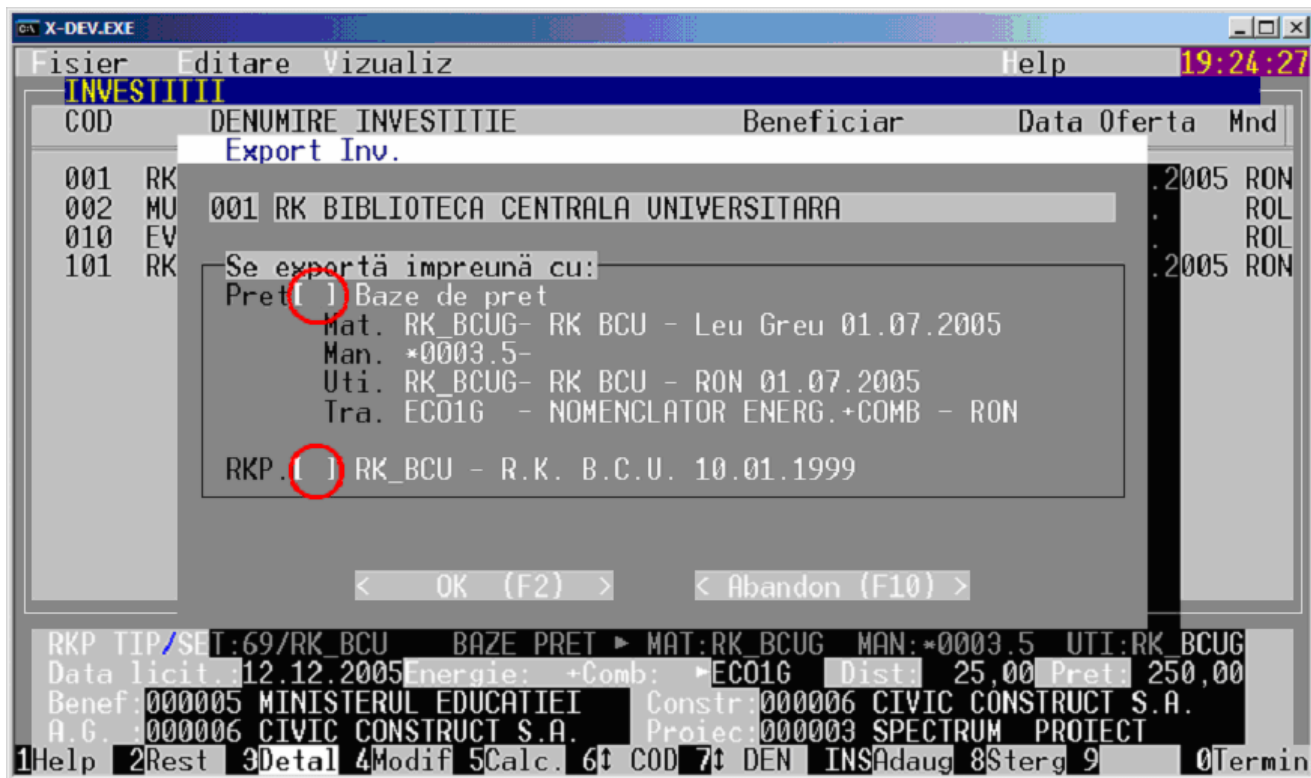 X-DEV.EXE
Fisier Editare Vizualiz Help 19:24:27
INVESTITII
COD DENUMIRE INVESTITIE Beneficiar Data Oferta Mnd
Export Inv.
001 RK .2005 RON
002 MU 001 RK BIBLIOTECA CENTRALA UNIVERSITARA . ROL
010 EV . ROL
101 RK Se exportä impreunä cu: .2005 RON
Pret[ ] Baze de pret
Mat. RK_BCUG- RK BCU - Leu Greu 01.07.2005
Man. *0003.5-
Uti. RK_BCUG- RK BCU - RON 01.07.2005
Tra. ECO1G - NOMENCLATOR ENERG.+COMB - RON
RKP.[ ] RK_BCU - R.K. B.C.U. 10.01.1999
< OK (F2) > < Abandon (F10) >
RKP TIP/SET:69/RK_BCU BAZE PRET ► MAT:RK_BCUG MAN:*0003.5 UTI:RK_BCUG
Data licit.:12.12.2005Energie: +Comb: ►ECO1G Dist: 25,00 Pret: 250,00
Benef:000005 MINISTERUL EDUCATIEI Constr:000006 CIVIC CONSTRUCT S.A.
A.G. :000006 CIVIC CONSTRUCT S.A. Proiec:000003 SPECTRUM PROIECT
1Help 2Rest 3Detal 4Modif 5Calc. 6↕ COD 7↕ DEN INSAdaug 8Sterg 9 0Termin